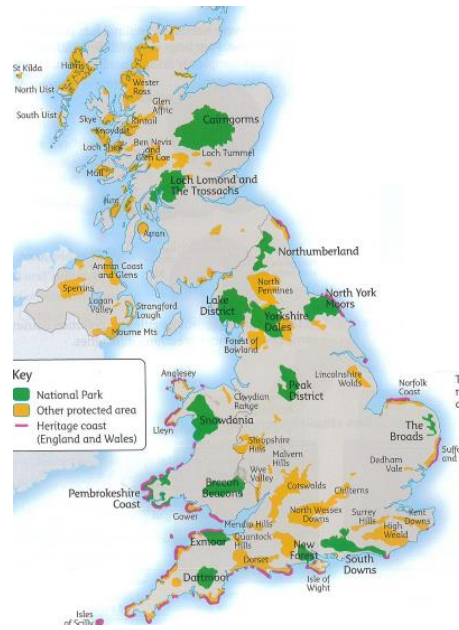 St Kilda
Harris
North Uist
South Uist
Wester
Ross
Glen
Affric
Skye
Kintail
Knoydart
Loch Shiel
Ben Nevis
and
Glen Coe
Cairngorms
Loch Tummel
Mull
Loch Lomond and
The Trossachs
Jura
Arran
Northumberland
Antrim Coast
and Glens
Sperrins
Lagan
Valley
Strangford
Lough
Mourne Mts
North
Pennines
Lake
District
North York
Moors
Yorkshire
Dales
Forest of
Bowland
Key
National Park
Other protected area
Heritage coast
(England and Wales)
Anglesey
Clwydian
Range
Peak
District
Lincolnshire
Wolds
Norfolk
Coast
Lleyn
Snowdonia
The
Broads
Shropshire
Hills
Malvern
Hills
Dedham
Vale
Wye
Valley
Pembrokeshire
Coast
Brecon
Beacons
Cotswolds
Chilterns
Gower
North Wessex
Downs
Surrey
Hills
Kent
Downs
High
Weald
Mendip Hills
Exmoor
Quantock
Hills
New
Forest
South
Downs
Dorset
Dartmoor
Isle of
Wight
Isles
of Scilly